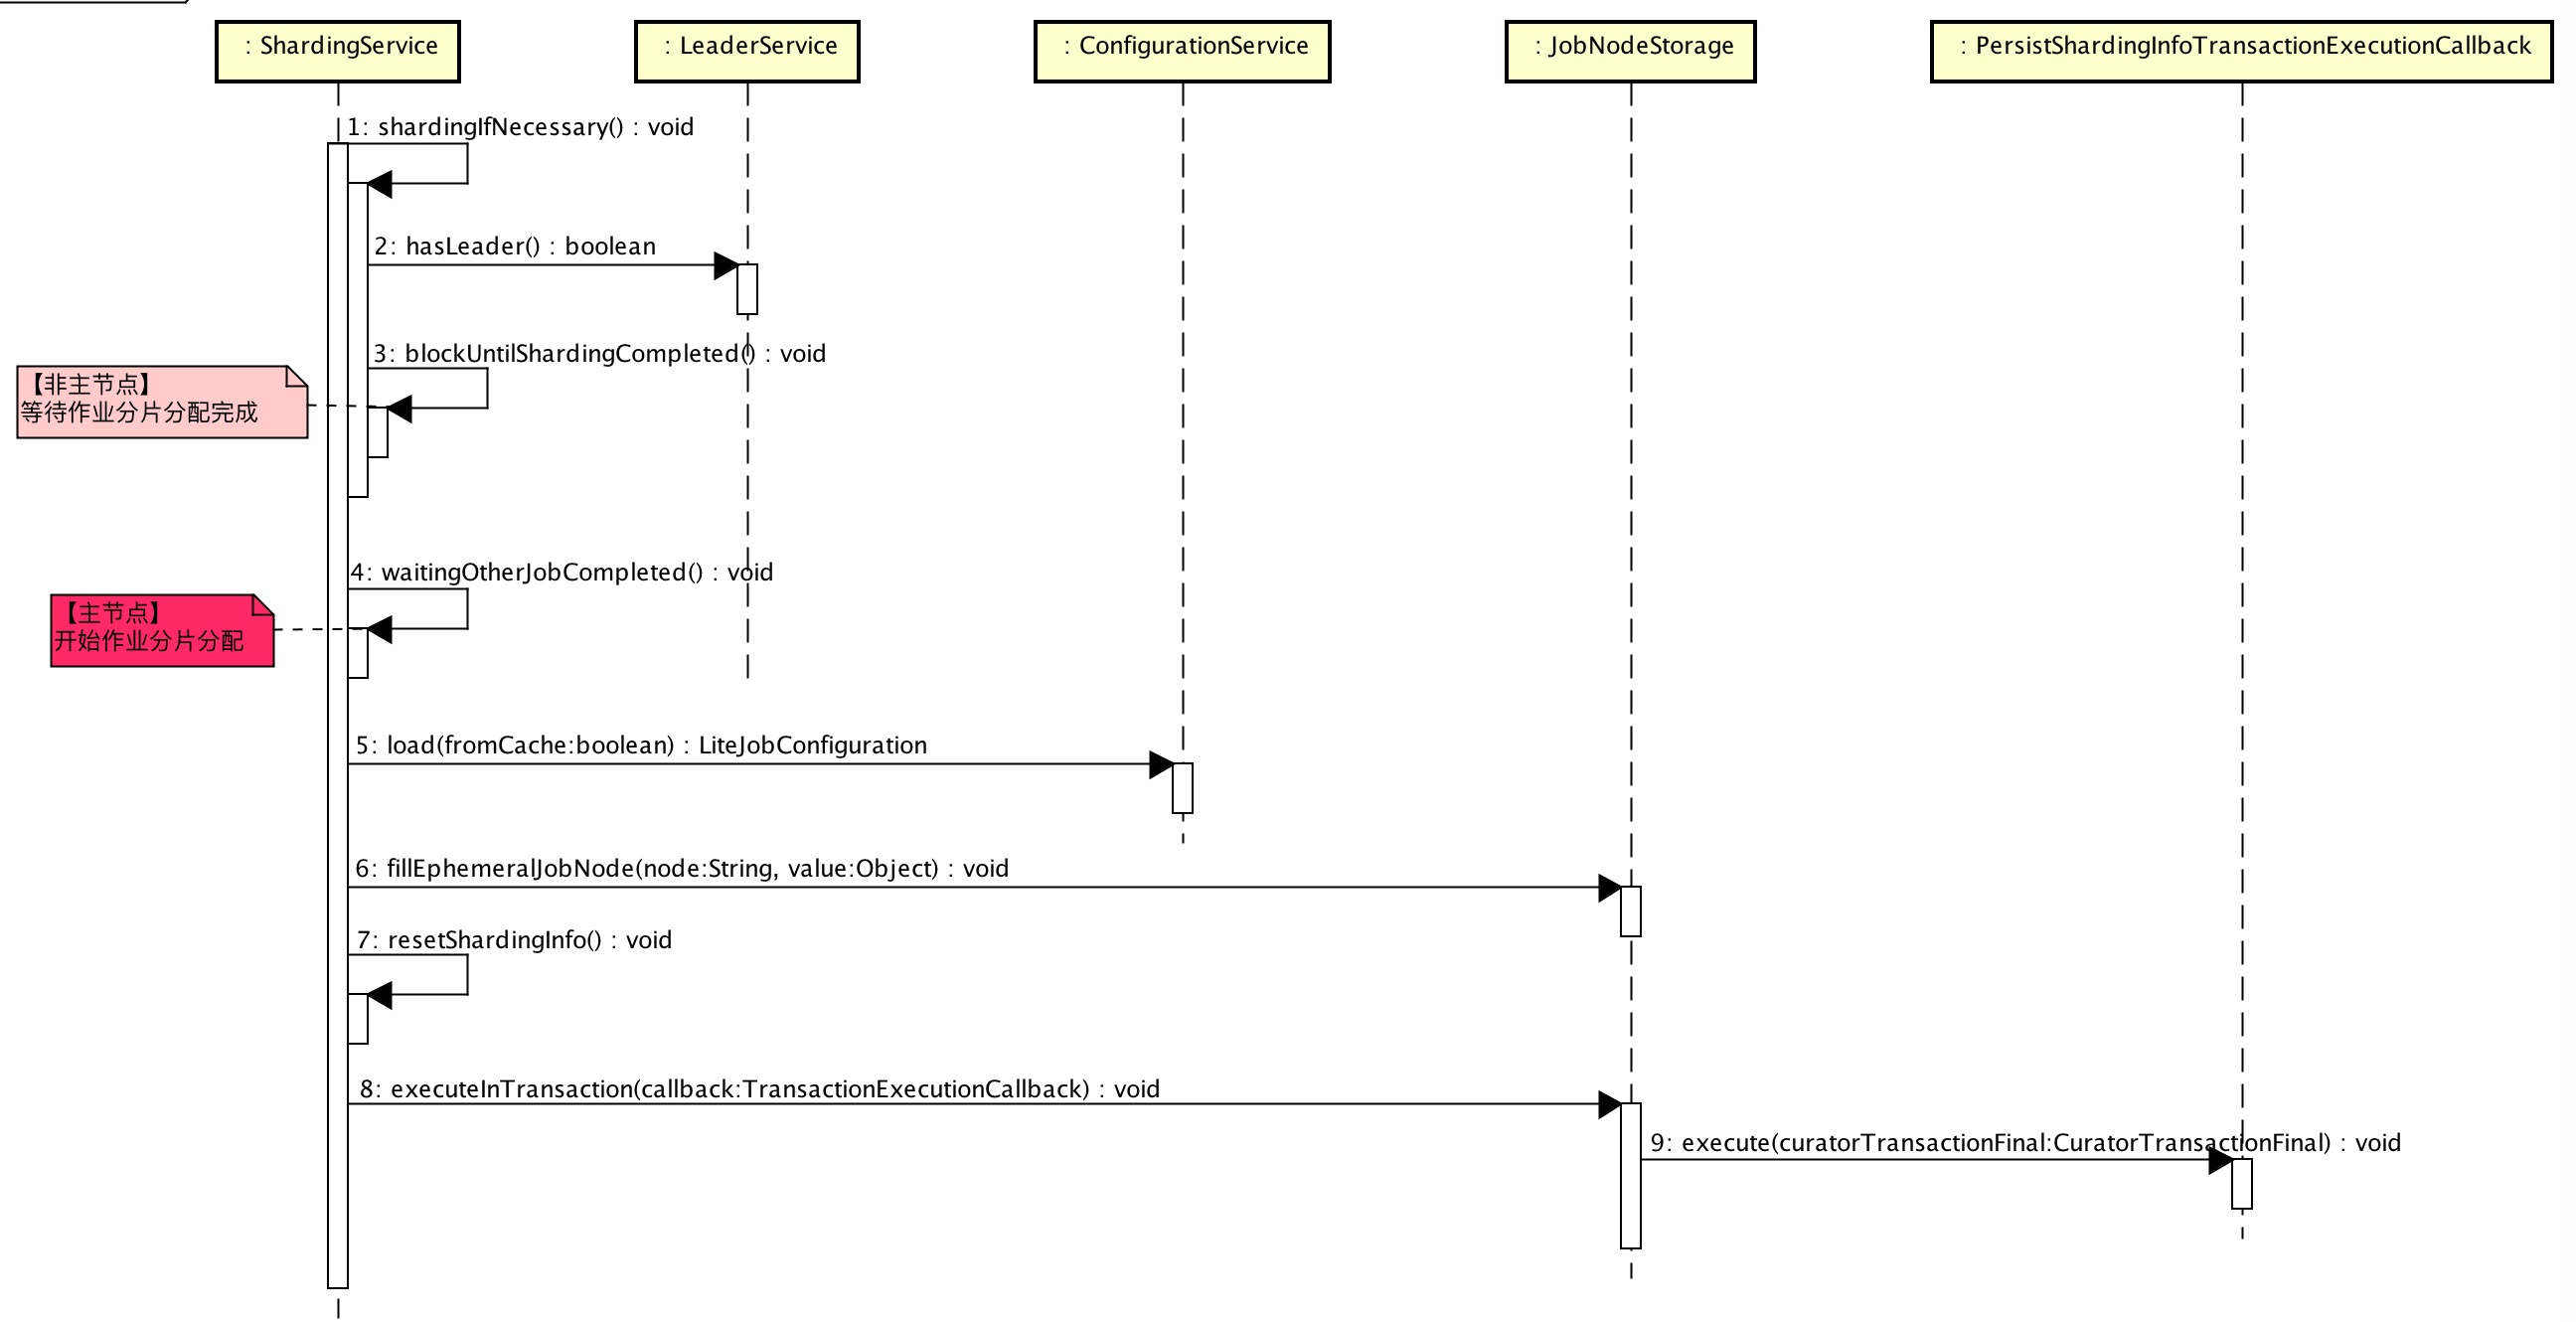 : ShardingService
: LeaderService
: ConfigurationService
: JobNodeStorage
: PersistShardingInfoTransactionExecutionCallback
1: shardingIfNecessary() : void
2: hasLeader() : boolean
3: blockUntilShardingCompleted() : void
【非主节点】
等待作业分片分配完成
4: waitingOtherJobCompleted() : void
【主节点】
开始作业分片分配
5: load(fromCache:boolean) : LiteJobConfiguration
6: fillEphemeralJobNode(node:String, value:Object) : void
7: resetShardingInfo() : void
8: executeInTransaction(callback:TransactionExecutionCallback) : void
9: execute(curatorTransactionFinal:CuratorTransactionFinal) : void